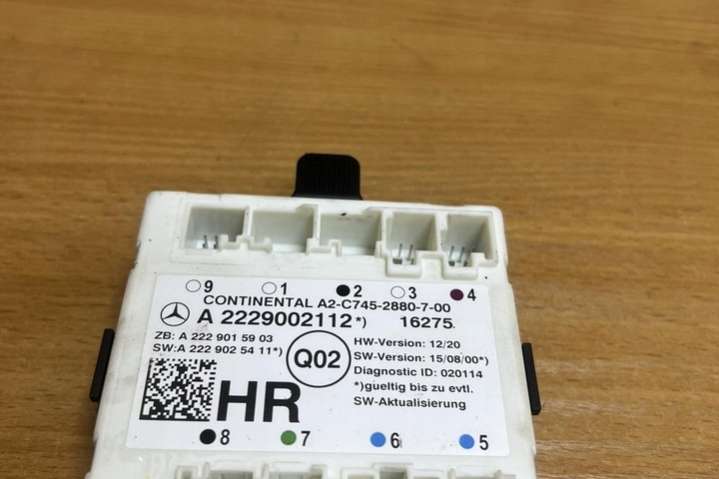 9 1 2 3 4
CONTINENTAL A2-C745-2880-7-00
A 2229002112*) 16275
ZB: A 222 901 59 03
SW:A 222 902 54 11*)
Q02
HW-Version: 12/20
SW-Version: 15/08/00*)
Diagnostic ID: 020114
*)gueltig bis zu evtl.
SW-Aktualisierung
HR
8 7 6 5